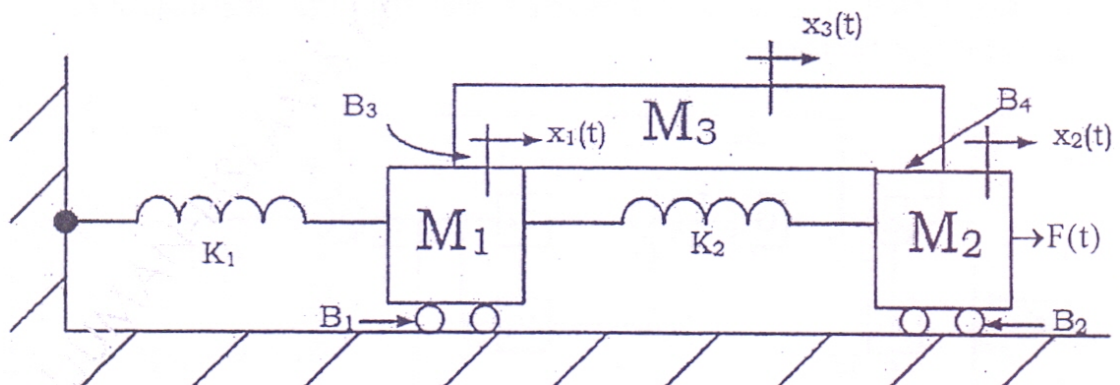 x₃(t)
B₃
M₃
B₄
x₁(t)
x₂(t)
K₁
M₁
K₂
M₂
F(t)
B₁
B₂